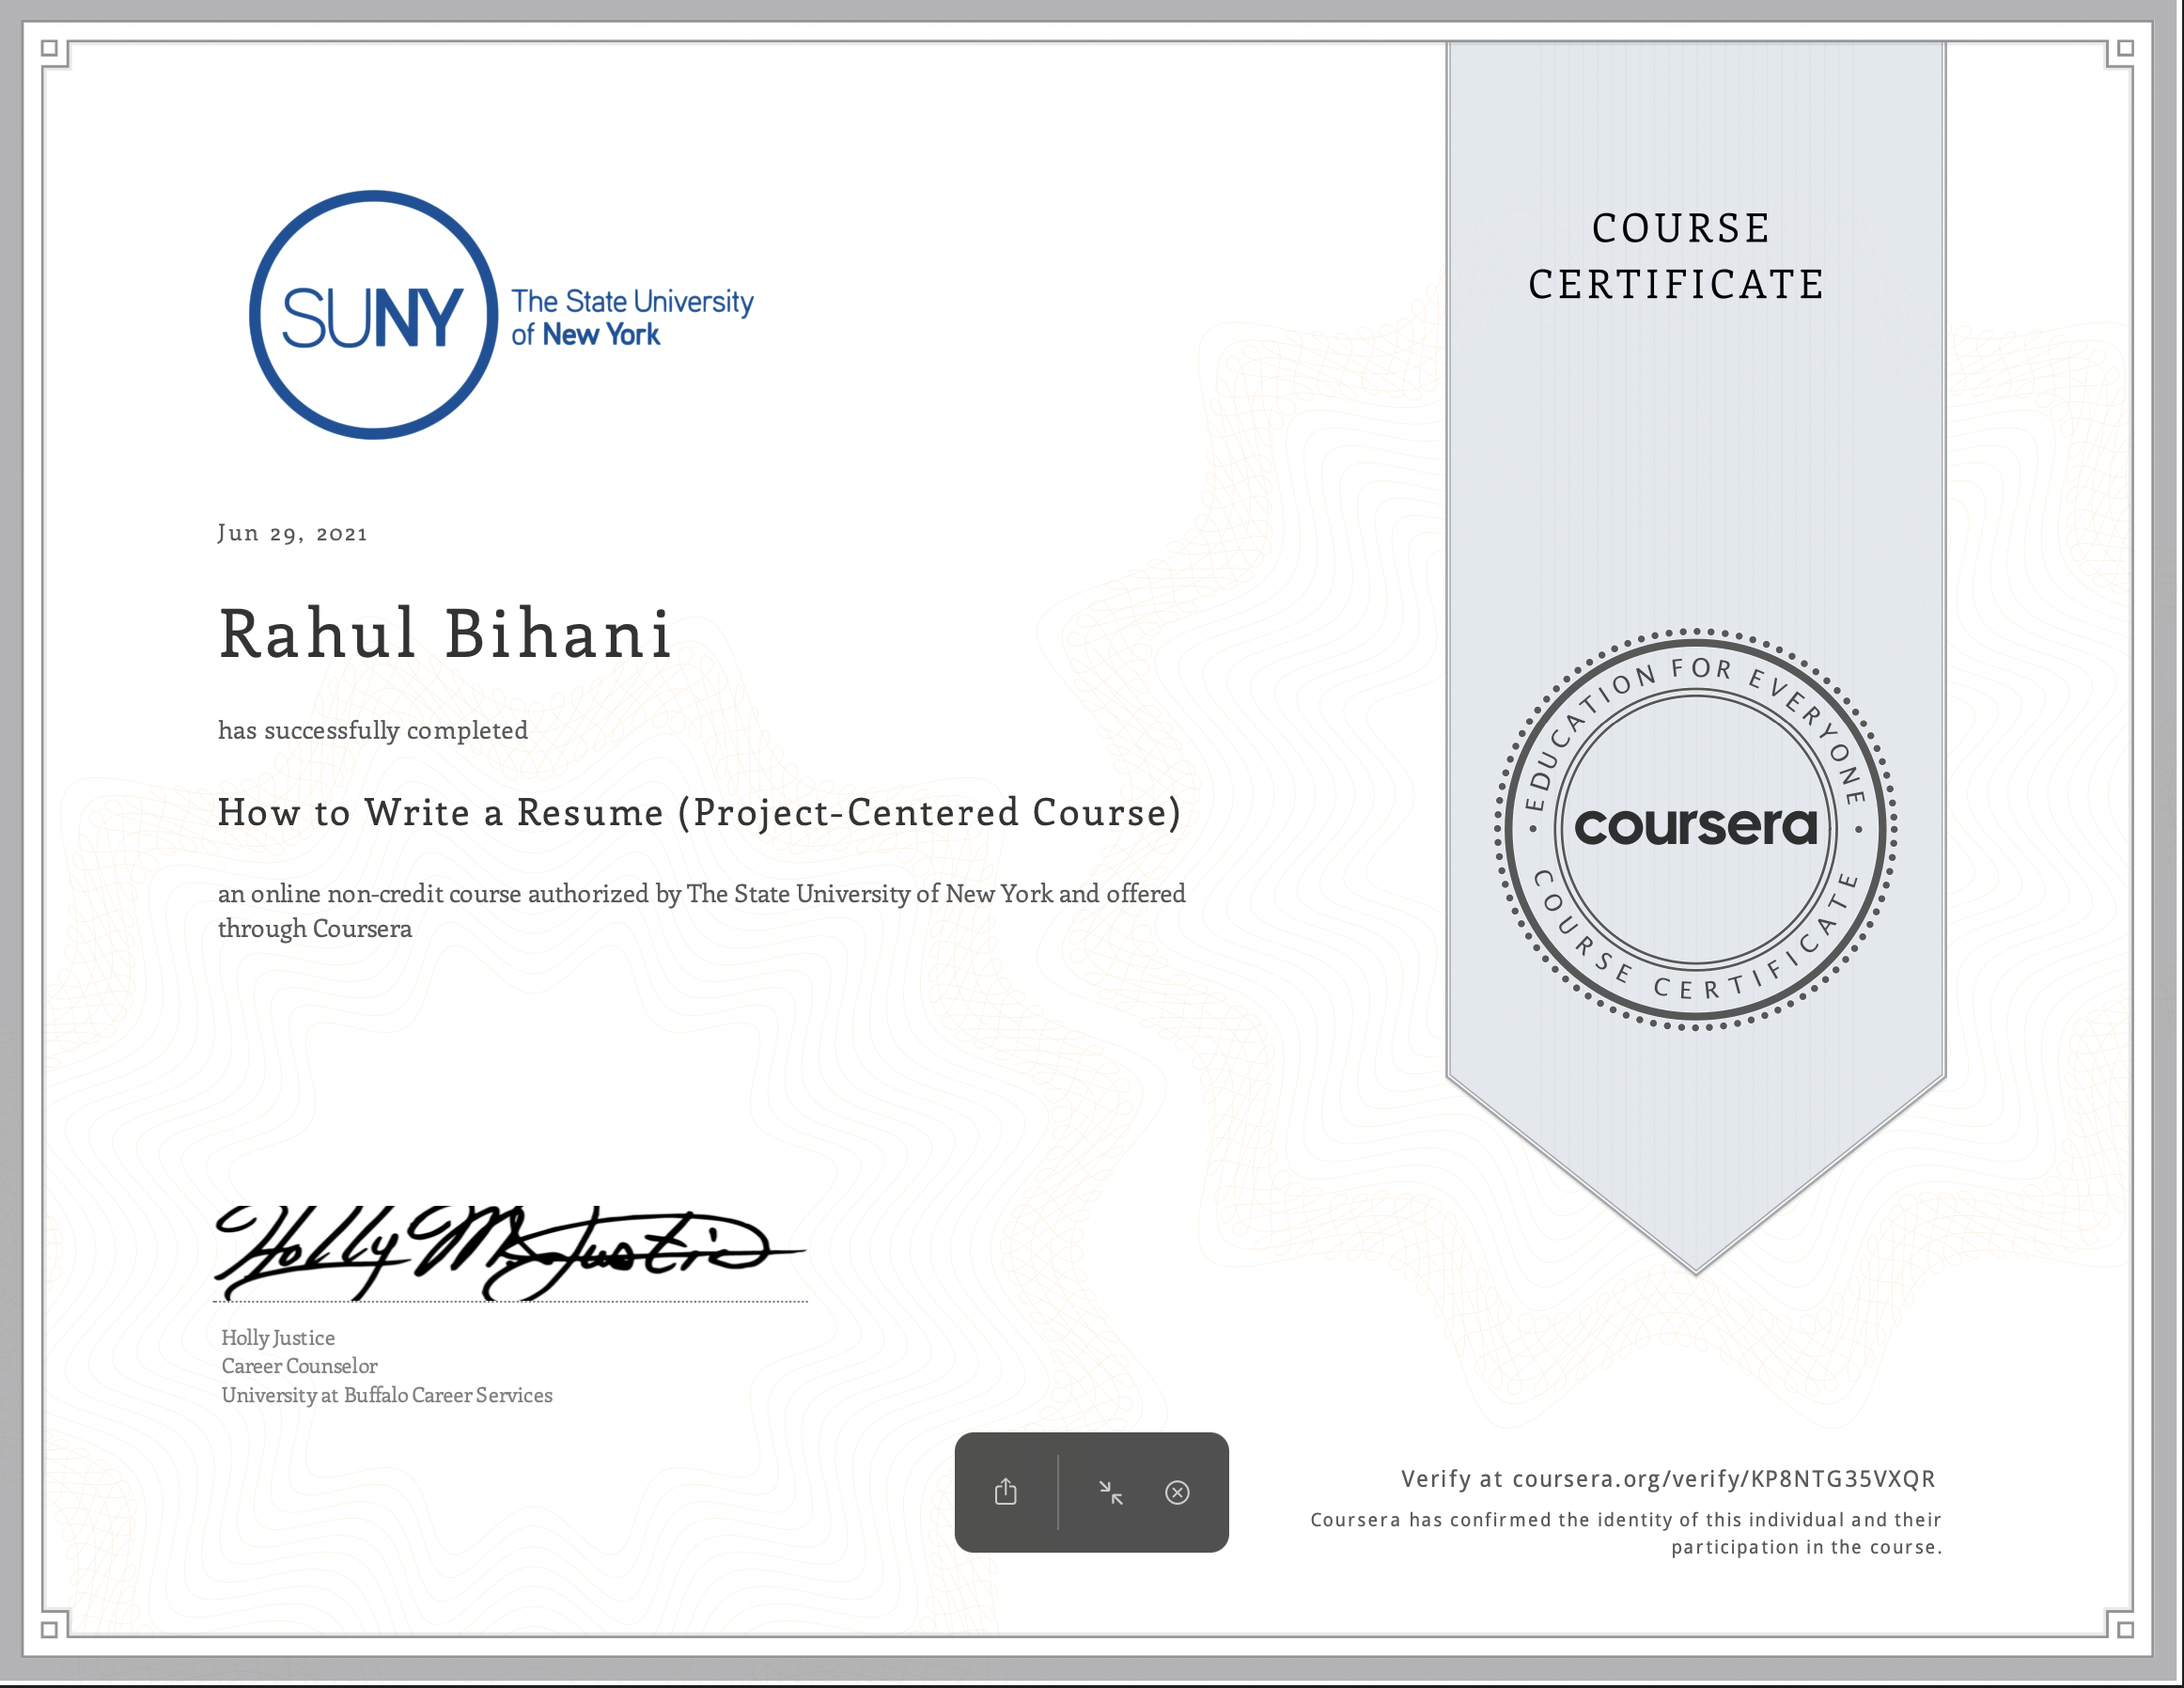 SUNY
The State University
of New York
COURSE
CERTIFICATE
Jun 29, 2021
Rahul Bihani
has successfully completed
How to Write a Resume (Project-Centered Course)
an online non-credit course authorized by The State University of New York and offered
through Coursera
EDUCATION FOR EVERYONE
coursera
COURSE CERTIFICATE
Holly M. Justice
Holly Justice
Career Counselor
University at Buffalo Career Services
Verify at coursera.org/verify/KP8NTG35VXQR
Coursera has confirmed the identity of this individual and their
participation in the course.